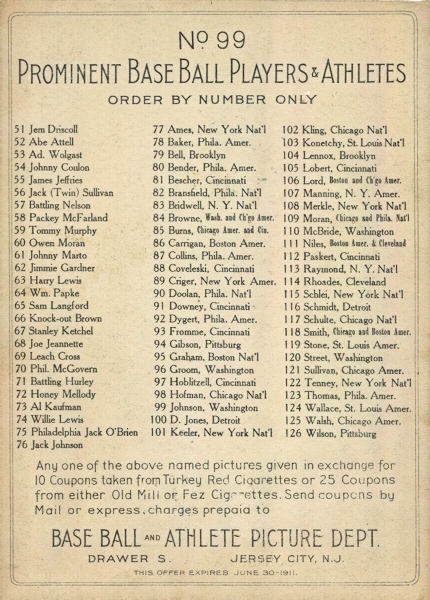 No 99
PROMINENT BASE BALL PLAYERS & ATHLETES
ORDER BY NUMBER ONLY
51 Jem Driscoll
52 Abe Attell
53 Ad. Wolgast
54 Johnny Coulon
55 James Jeffries
56 Jack (Twin) Sullivan
57 Battling Nelson
58 Packey McFarland
59 Tommy Murphy
60 Owen Moran
61 Johnny Marto
62 Jimmie Gardner
63 Harry Lewis
64 Wm. Papke
65 Sam Langford
66 Knock-out Brown
67 Stanley Ketchel
68 Joe Jeannette
69 Leach Cross
70 Phil. McGovern
71 Battling Hurley
72 Honey Mellody
73 Al Kaufman
74 Willie Lewis
75 Philadelphia Jack O'Brien
76 Jack Johnson
77 Ames, New York Nat'l
78 Baker, Phila. Amer.
79 Bell, Brooklyn
80 Bender, Phila. Amer.
81 Bescher, Cincinnati
82 Bransfield, Phila. Nat'l
83 Bridwell, N. Y. Nat'l
84 Browne, Wash. and Ch'go Amer.
85 Burns, Chicago Amer. and Cin.
86 Carrigan, Boston Amer.
87 Collins, Phila. Amer.
88 Coveleski, Cincinnati
89 Criger, New York Amer.
90 Doolan, Phila. Nat'l
91 Downey, Cincinnati
92 Dygert, Phila. Amer.
93 Fromme, Cincinnati
94 Gibson, Pittsburg
95 Graham, Boston Nat'l
96 Groom, Washington
97 Hoblitzell, Cincinnati
98 Hofman, Chicago Nat'l
99 Johnson, Washington
100 D. Jones, Detroit
101 Keeler, New York Nat'l
102 Kling, Chicago Nat'l
103 Konetchy, St. Louis Nat'l
104 Lennox, Brooklyn
105 Lobert, Cincinnati
106 Lord, Boston and Ch'go Amer.
107 Manning, N. Y. Amer.
108 Merkle, New York Nat'l
109 Moran, Chicago and Phila. Nat'l
110 McBride, Washington
111 Niles, Boston Amer. & Cleveland
112 Paskert, Cincinnati
113 Raymond, N. Y. Nat'l
114 Rhoades, Cleveland
115 Schlei, New York Nat'l
116 Schmidt, Detroit
117 Schulte, Chicago Nat'l
118 Smith, Chicago and Boston Amer.
119 Stone, St. Louis Amer.
120 Street, Washington
121 Sullivan, Chicago Amer.
122 Tenney, New York Nat'l
123 Thomas, Phila. Amer.
124 Wallace, St. Louis Amer.
125 Walsh, Chicago Amer.
126 Wilson, Pittsburg
Any one of the above named pictures given in exchange for
10 Coupons taken from Turkey Red Cigarettes or 25 Coupons
from either Old Mill or Fez Cigarettes. Send coupons by
Mail or express, charges prepaid to
BASE BALL AND ATHLETE PICTURE DEPT.
DRAWER S. JERSEY CITY, N.J.
THIS OFFER EXPIRES JUNE 30-1911.